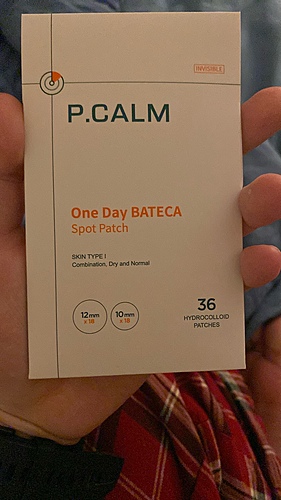 INVISIBLE
P.CALM
One Day BATECA
Spot Patch
SKIN TYPE I
Combination, Dry and Normal
12mm
x 18
10mm
x 18
36
HYDROCOLLOID
PATCHES